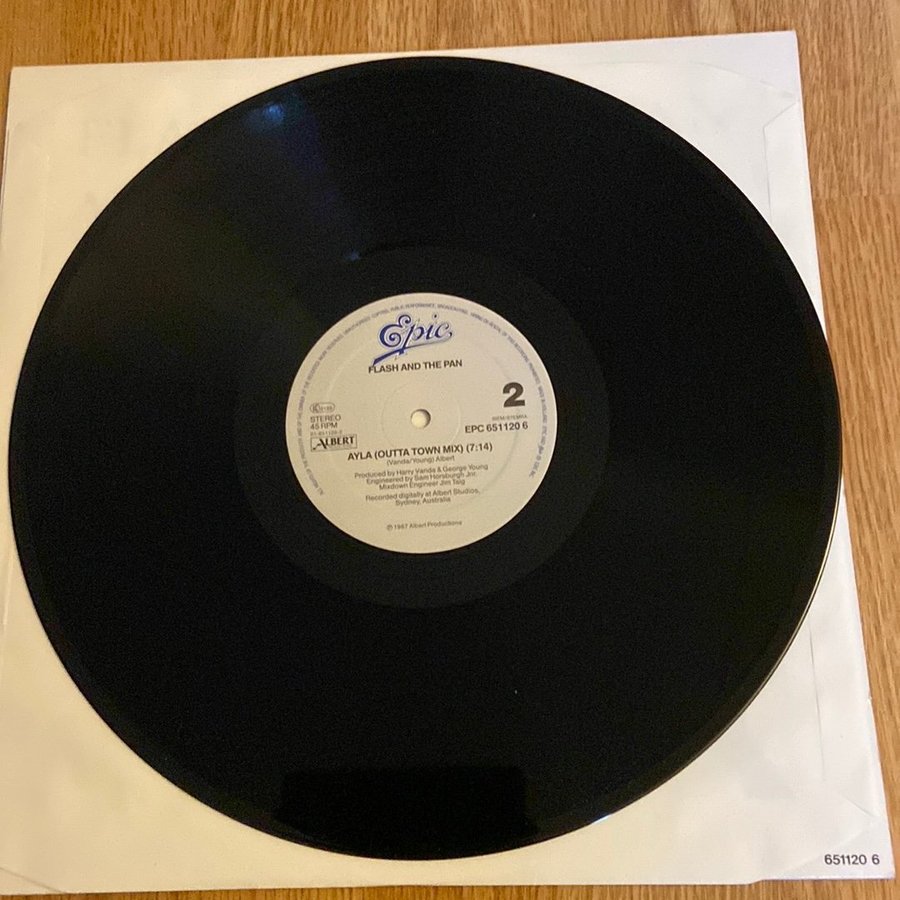 Epic
FLASH AND THE PAN
2
STEREO
45 RPM
BIEM/STEMRA
EPC 651120 6
ALBERT
AYLA (OUTTA TOWN MIX) (7:14)
(Vanda/Young) Albert
Produced by Harry Vanda & George Young
Engineered by Sam Horsburgh Jnr.
Mixdown Engineer Jim Taig
Recorded digitally at Albert Studios,
Sydney, Australia
℗ 1987 Albert Productions
651120 6